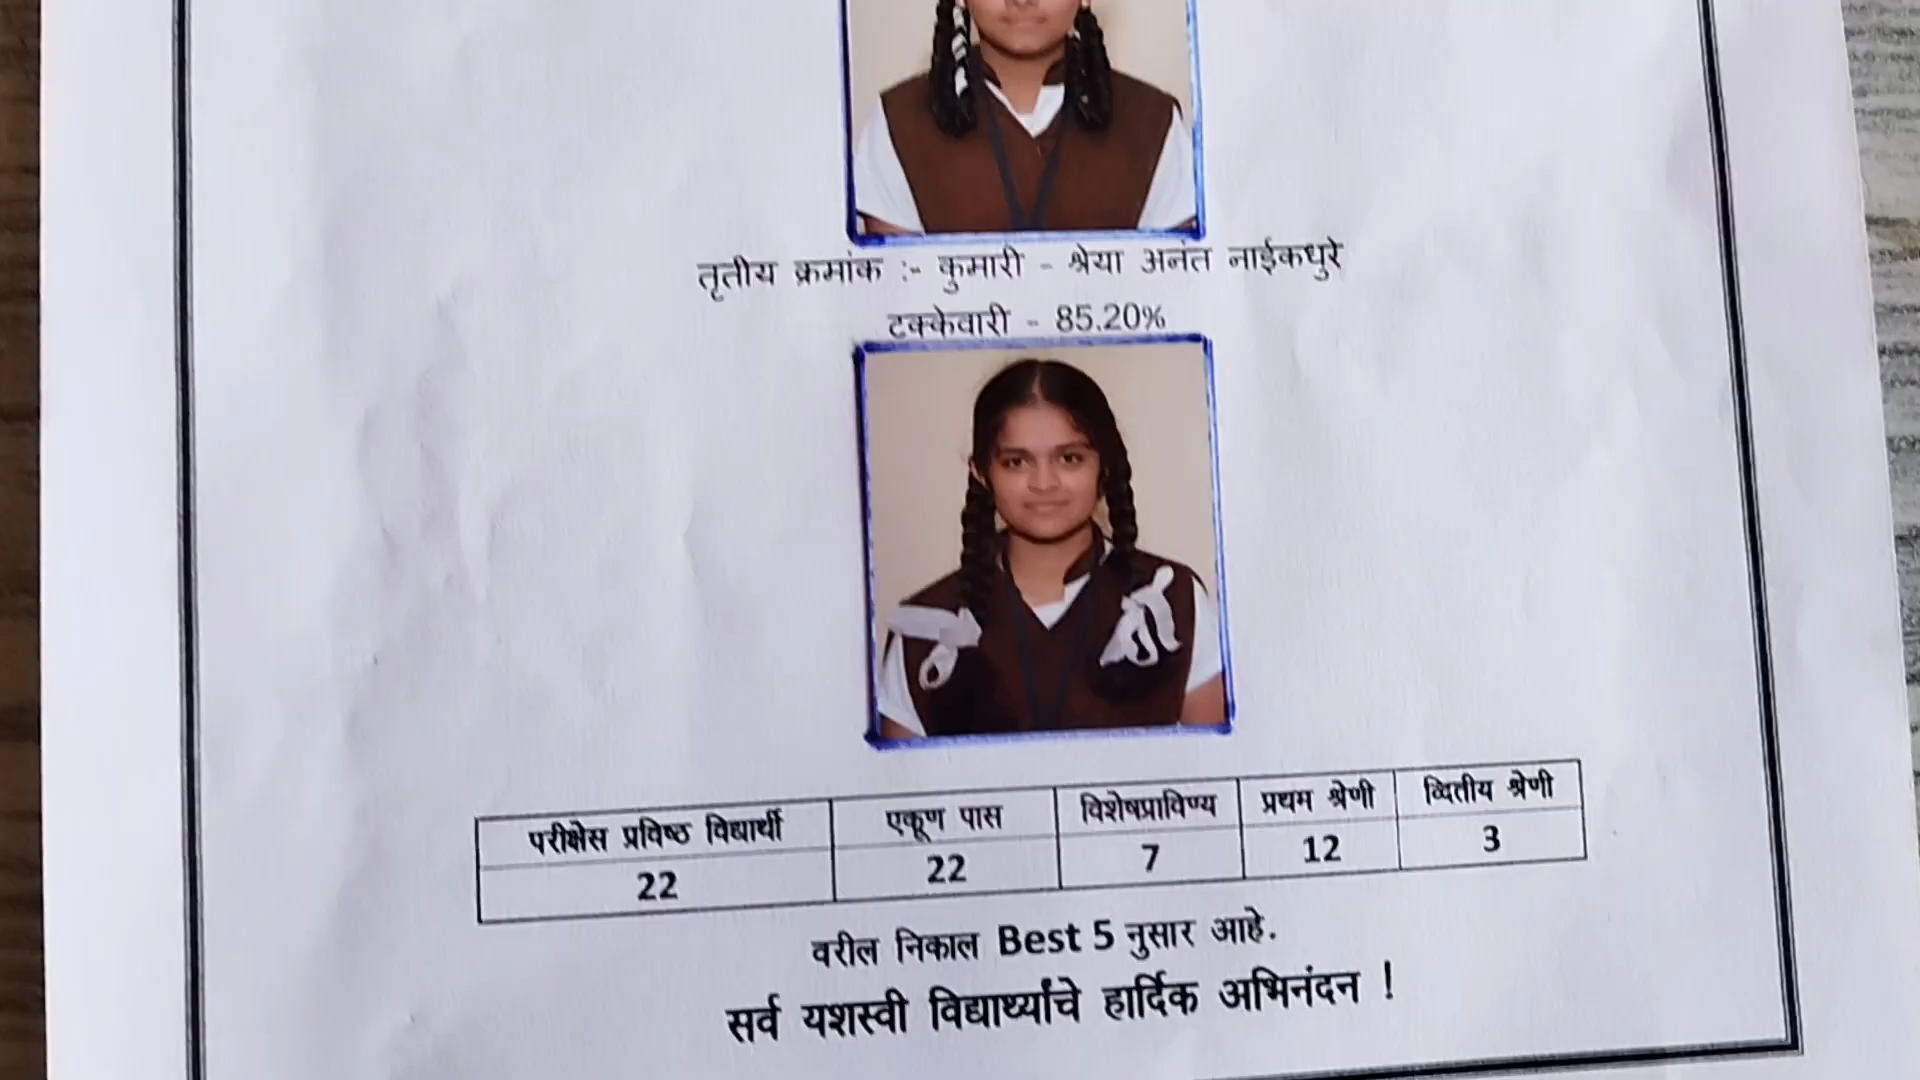 तृतीय क्रमांक :- कुमारी - श्रेया अनंत नाईकधुरे
टक्केवारी - 85.20%
परीक्षेस प्रविष्ठ विद्यार्थी एकूण पास विशेषप्राविण्य प्रथम श्रेणी व्दितीय श्रेणी
22 22 7 12 3
वरील निकाल Best 5 नुसार आहे.
सर्व यशस्वी विद्यार्थ्यांचे हार्दिक अभिनंदन !